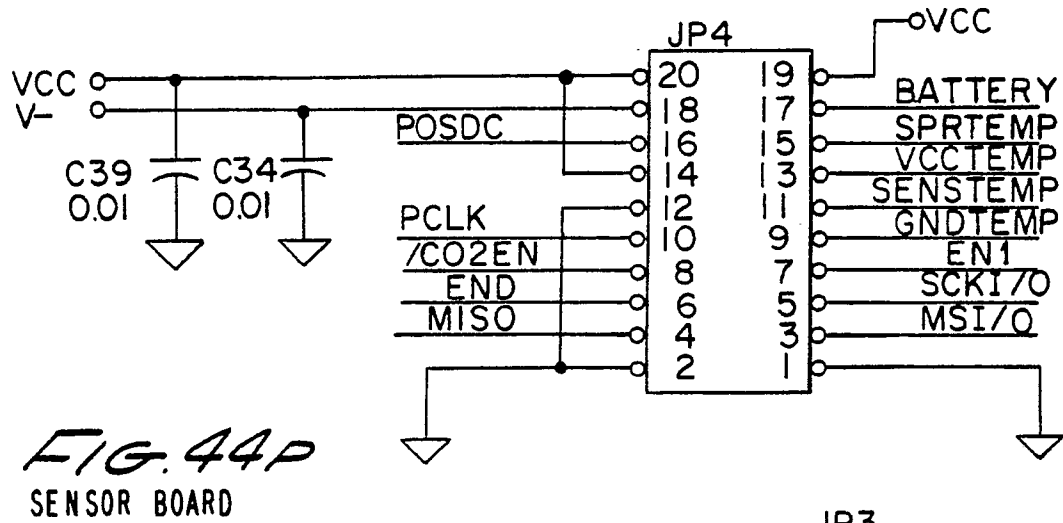 VCC
JP4
VCC
V-
20 19
18 17 BATTERY
POSDC 16 15 SPRTEMP
14 13 VCCTEMP
12 11 SENSTEMP
PCLK 10 9 GNDTEMP
/CO2EN 8 7 EN1
END 6 5 SCKI/O
MISO 4 3 MSI/O
2 1
C39
0.01
C34
0.01
FIG. 44P
SENSOR BOARD
JP3